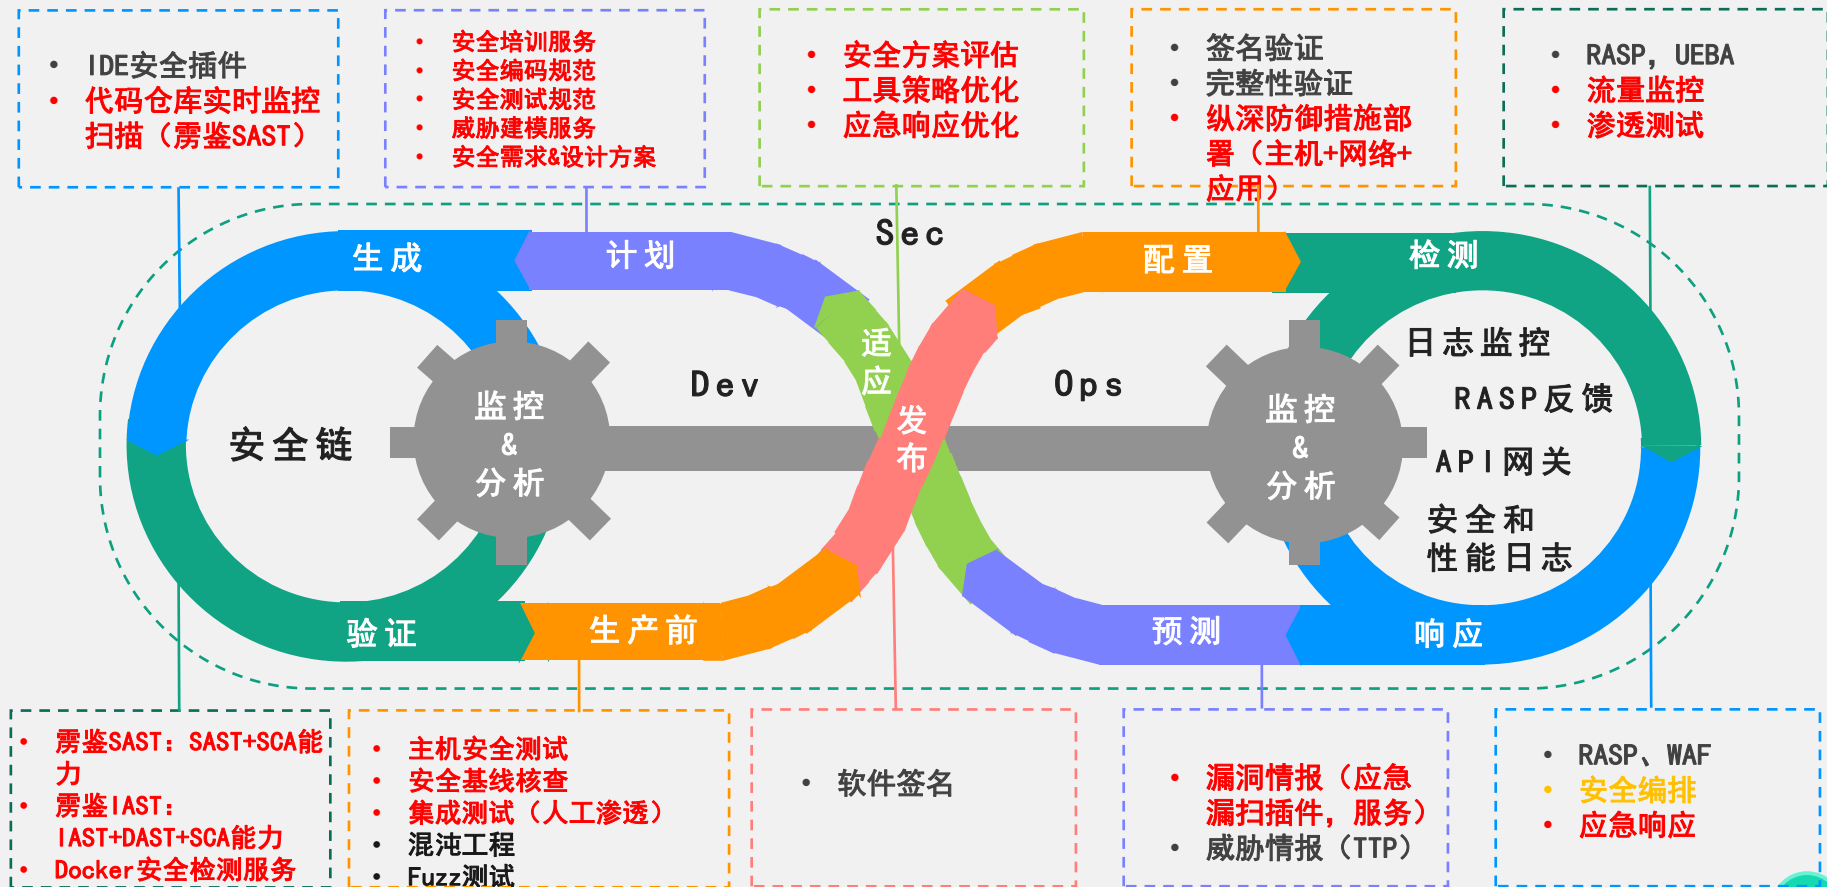 IDE安全插件
代码仓库实时监控
扫描（雳鉴SAST）
安全培训服务
安全编码规范
安全测试规范
威胁建模服务
安全需求&设计方案
安全方案评估
工具策略优化
应急响应优化
签名验证
完整性验证
纵深防御措施部
署（主机+网络+
应用）
RASP，UEBA
流量监控
渗透测试
Sec
生成
计划
配置
检测
适应
发布
Dev
Ops
监控
&
分析
安全链
监控
&
分析
日志监控
RASP反馈
API网关
安全和
性能日志
验证
生产前
预测
响应
雳鉴SAST：SAST+SCA能
力
雳鉴IAST：
IAST+DAST+SCA能力
Docker安全检测服务
主机安全测试
安全基线核查
集成测试（人工渗透）
混沌工程
Fuzz测试
软件签名
漏洞情报（应急
漏扫插件，服务）
威胁情报（TTP）
RASP、WAF
安全编排
应急响应